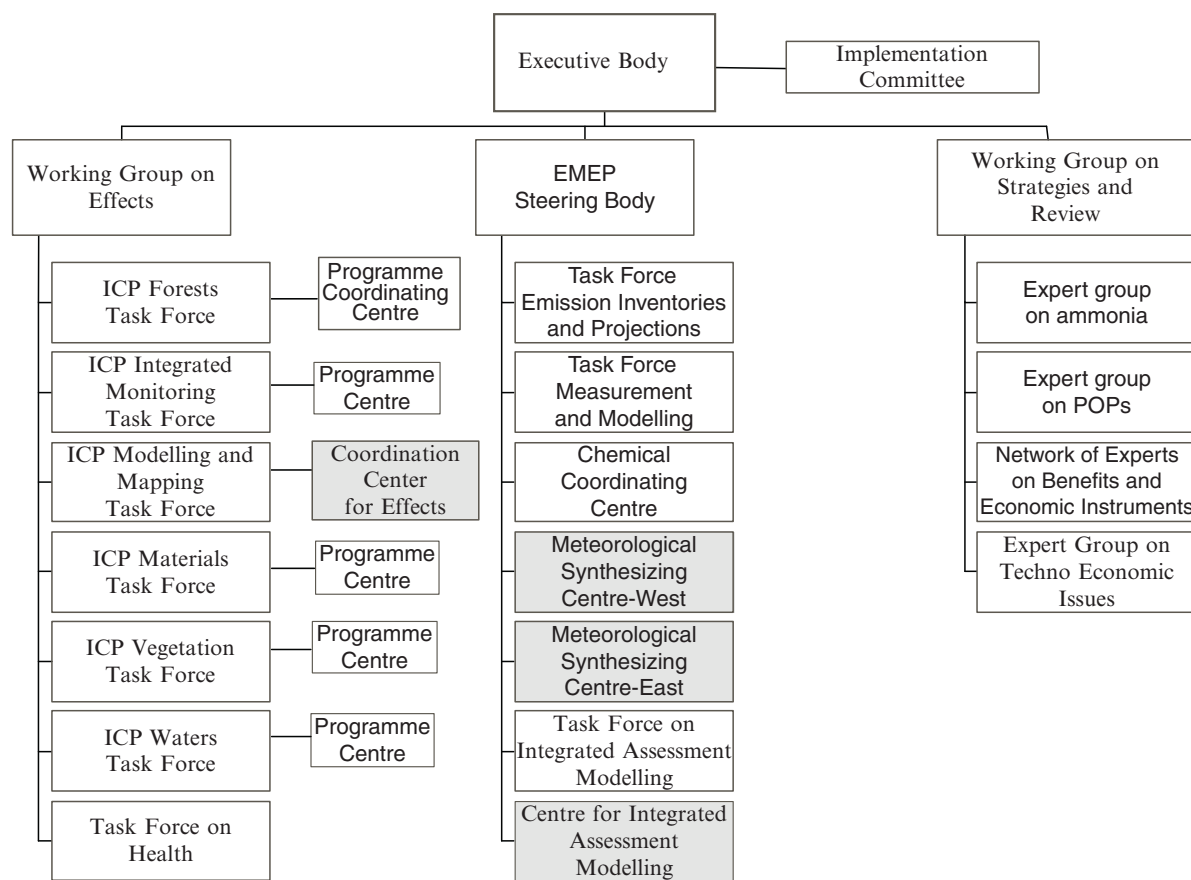 Executive Body
Implementation
Committee
Working Group on
Effects
EMEP
Steering Body
Working Group on
Strategies and
Review
ICP Forests
Task Force
Programme
Coordinating
Centre
ICP Integrated
Monitoring
Task Force
Programme
Centre
ICP Modelling and
Mapping
Task Force
Coordination
Center
for Effects
ICP Materials
Task Force
Programme
Centre
ICP Vegetation
Task Force
Programme
Centre
ICP Waters
Task Force
Programme
Centre
Task Force on
Health
Task Force
Emission Inventories
and Projections
Task Force
Measurement
and Modelling
Chemical
Coordinating
Centre
Meteorological
Synthesizing
Centre-West
Meteorological
Synthesizing
Centre-East
Task Force on
Integrated Assessment
Modelling
Centre for Integrated
Assessment
Modelling
Expert group
on ammonia
Expert group
on POPs
Network of Experts
on Benefits and
Economic Instruments
Expert Group on
Techno Economic
Issues